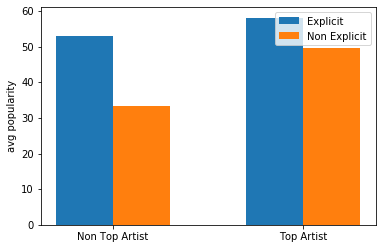 60
50
40
30
20
10
0
avg popularity
Explicit
Non Explicit
Non Top Artist
Top Artist